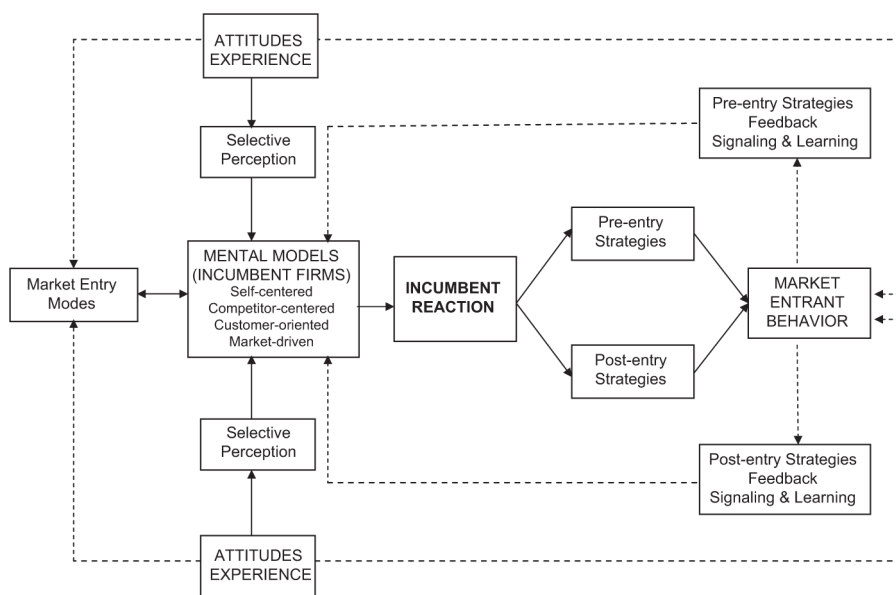 ATTITUDES
EXPERIENCE
Pre-entry Strategies
Feedback
Signaling & Learning
Selective
Perception
Pre-entry
Strategies
MENTAL MODELS
(INCUMBENT FIRMS)
Self-centered
Competitor-centered
Customer-oriented
Market-driven
Market Entry
Modes
INCUMBENT
REACTION
MARKET
ENTRANT
BEHAVIOR
Post-entry
Strategies
Selective
Perception
Post-entry Strategies
Feedback
Signaling & Learning
ATTITUDES
EXPERIENCE